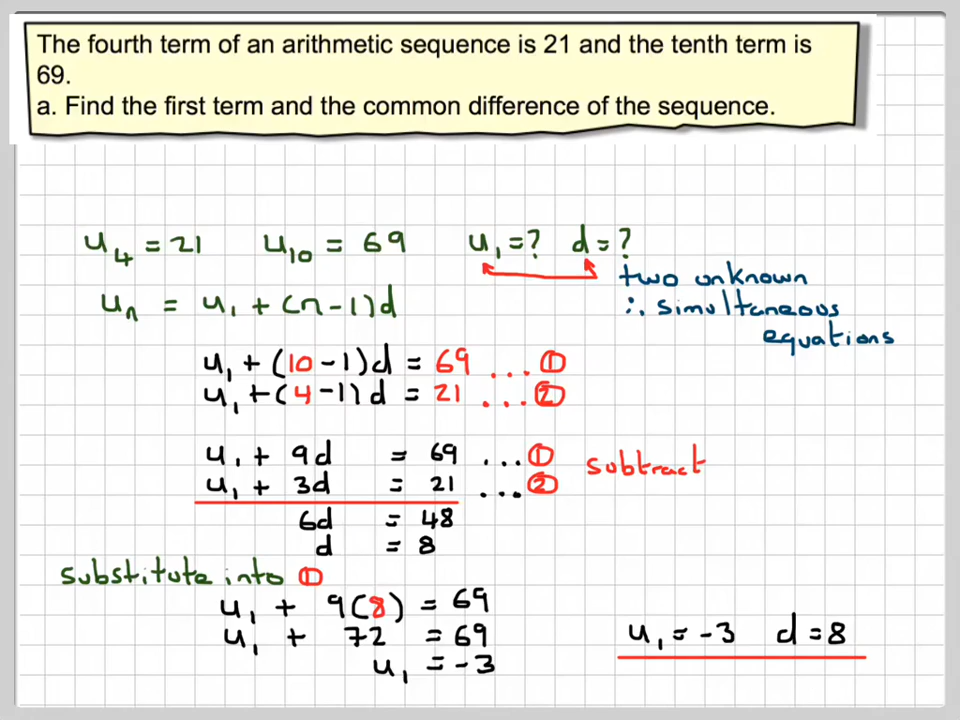 The fourth term of an arithmetic sequence is 21 and the tenth term is
69.
a. Find the first term and the common difference of the sequence.
u₄ = 21 u₁₀ = 69 u₁ = ? d = ?
two unknown
∴ simultaneous
equations
uₙ = u₁ + (n-1)d
u₁ + (10-1)d = 69 ... ①
u₁ + (4-1)d = 21 ... ②
u₁ + 9d = 69 ... ① subtract
u₁ + 3d = 21 ... ②
6d = 48
d = 8
substitute into ①
u₁ + 9(8) = 69
u₁ + 72 = 69
u₁ = -3
u₁ = -3 d = 8